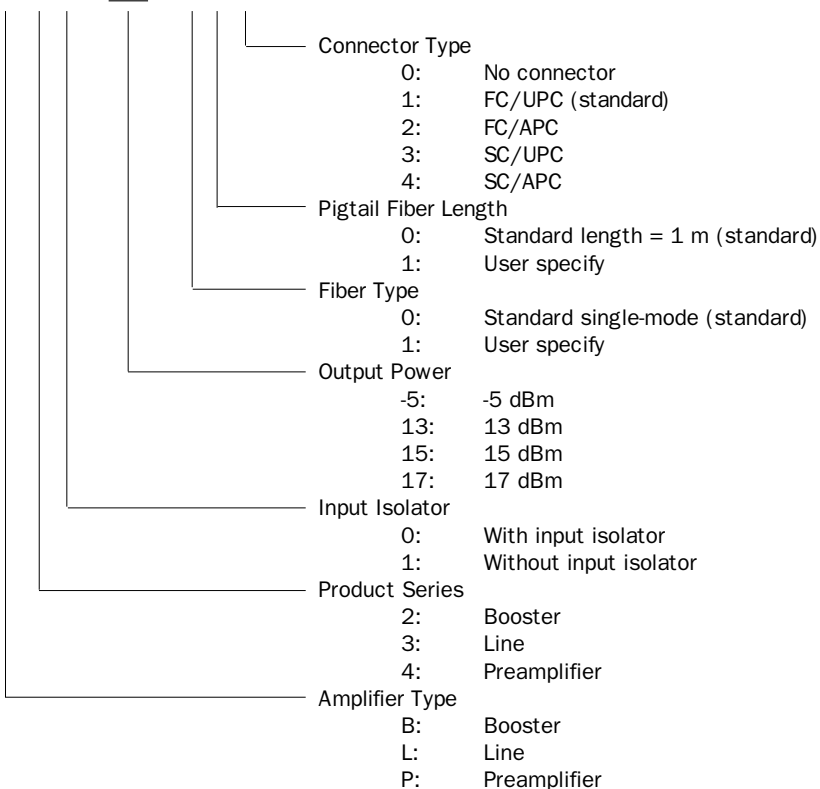 Connector Type
0: No connector
1: FC/UPC (standard)
2: FC/APC
3: SC/UPC
4: SC/APC
Pigtail Fiber Length
0: Standard length = 1 m (standard)
1: User specify
Fiber Type
0: Standard single-mode (standard)
1: User specify
Output Power
-5: -5 dBm
13: 13 dBm
15: 15 dBm
17: 17 dBm
Input Isolator
0: With input isolator
1: Without input isolator
Product Series
2: Booster
3: Line
4: Preamplifier
Amplifier Type
B: Booster
L: Line
P: Preamplifier